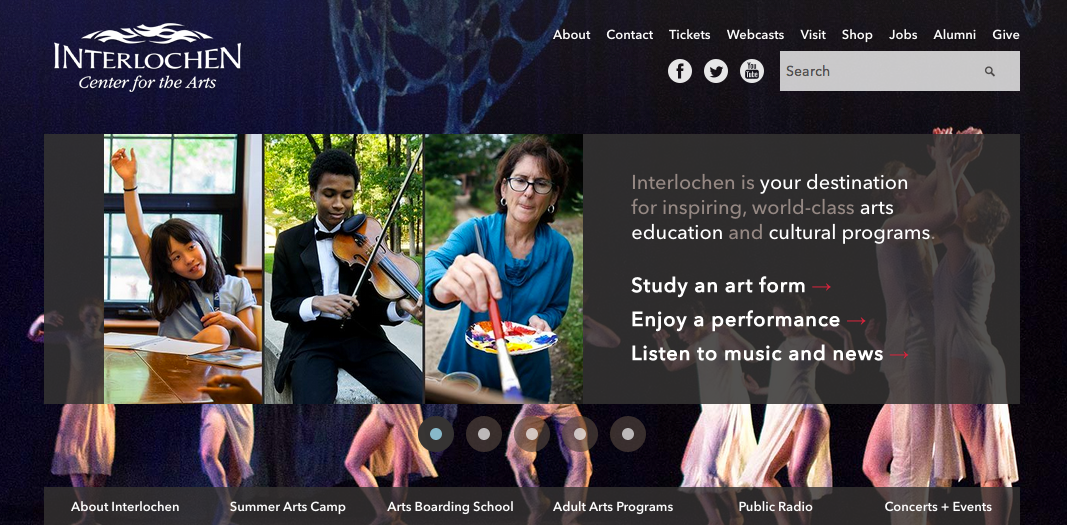 INTERLOCHEN
Center for the Arts
About Contact Tickets Webcasts Visit Shop Jobs Alumni Give
f You Tube
Search
Interlochen is your destination
for inspiring, world-class arts
education and cultural programs.
Study an art form →
Enjoy a performance →
Listen to music and news →
About Interlochen Summer Arts Camp Arts Boarding School Adult Arts Programs Public Radio Concerts + Events